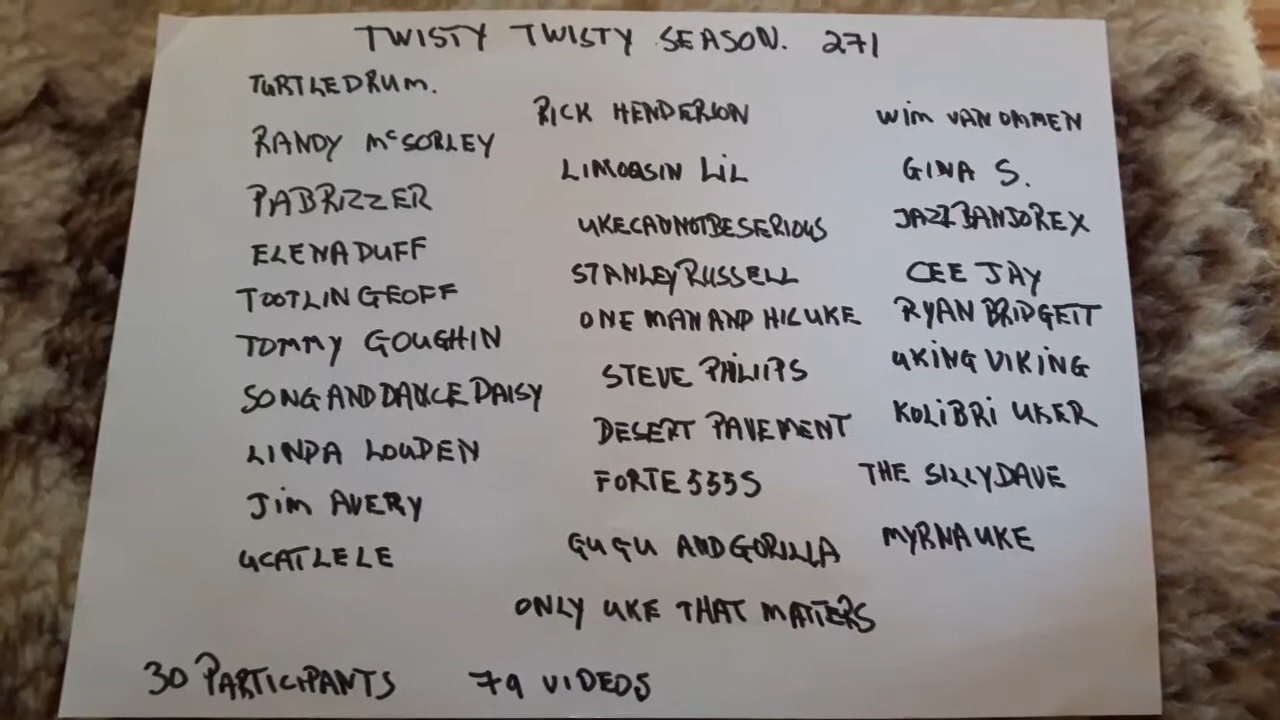 TWISTY TWISTY SEASON. 271
TURTLEDRUM.
RANDY McSORLEY
PABRIZZER
ELENADUFF
TOOTLINGEOFF
TOMMY GOUGHIN
SONGANDDANCEDAISY
LINDA LOUDEN
Jim AVERY
UCATLELE
RICK HENDERSON
LIMOUSIN LiL
UKECANNOTBESERIOUS
STANLEYRUSSELL
ONE MAN AND HIS UKE
STEVE PHILIPS
DESERT PAVEMENT
FORTE555S
GUGU ANDGORILLA
ONLY UKE THAT MATTERS
Wim VAN OMMEN
GINA S.
JAZZBANJOREX
CEE JAY
RYAN BRIDGETT
UKING VIKING
KOLIBRI UKER
THE SILLYDAVE
MYRNAUKE
30 PARTICIPANTS 79 VIDEOS